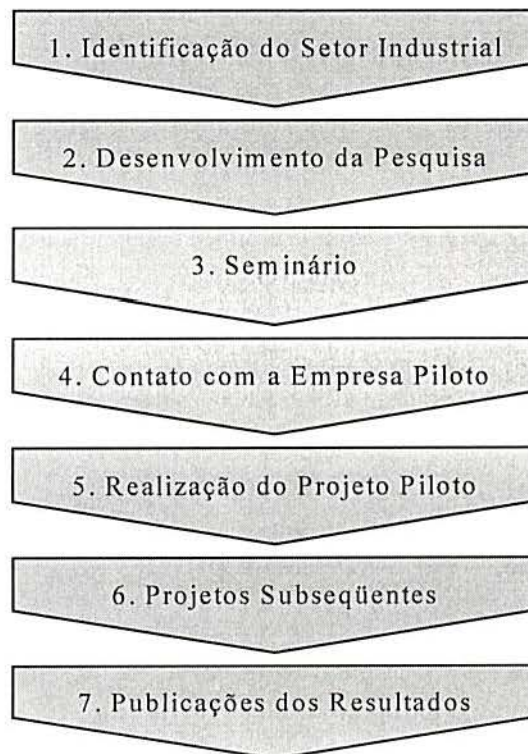 1. Identificação do Setor Industrial
2. Desenvolvimento da Pesquisa
3. Seminário
4. Contato com a Empresa Piloto
5. Realização do Projeto Piloto
6. Projetos Subseqüentes
7. Publicações dos Resultados